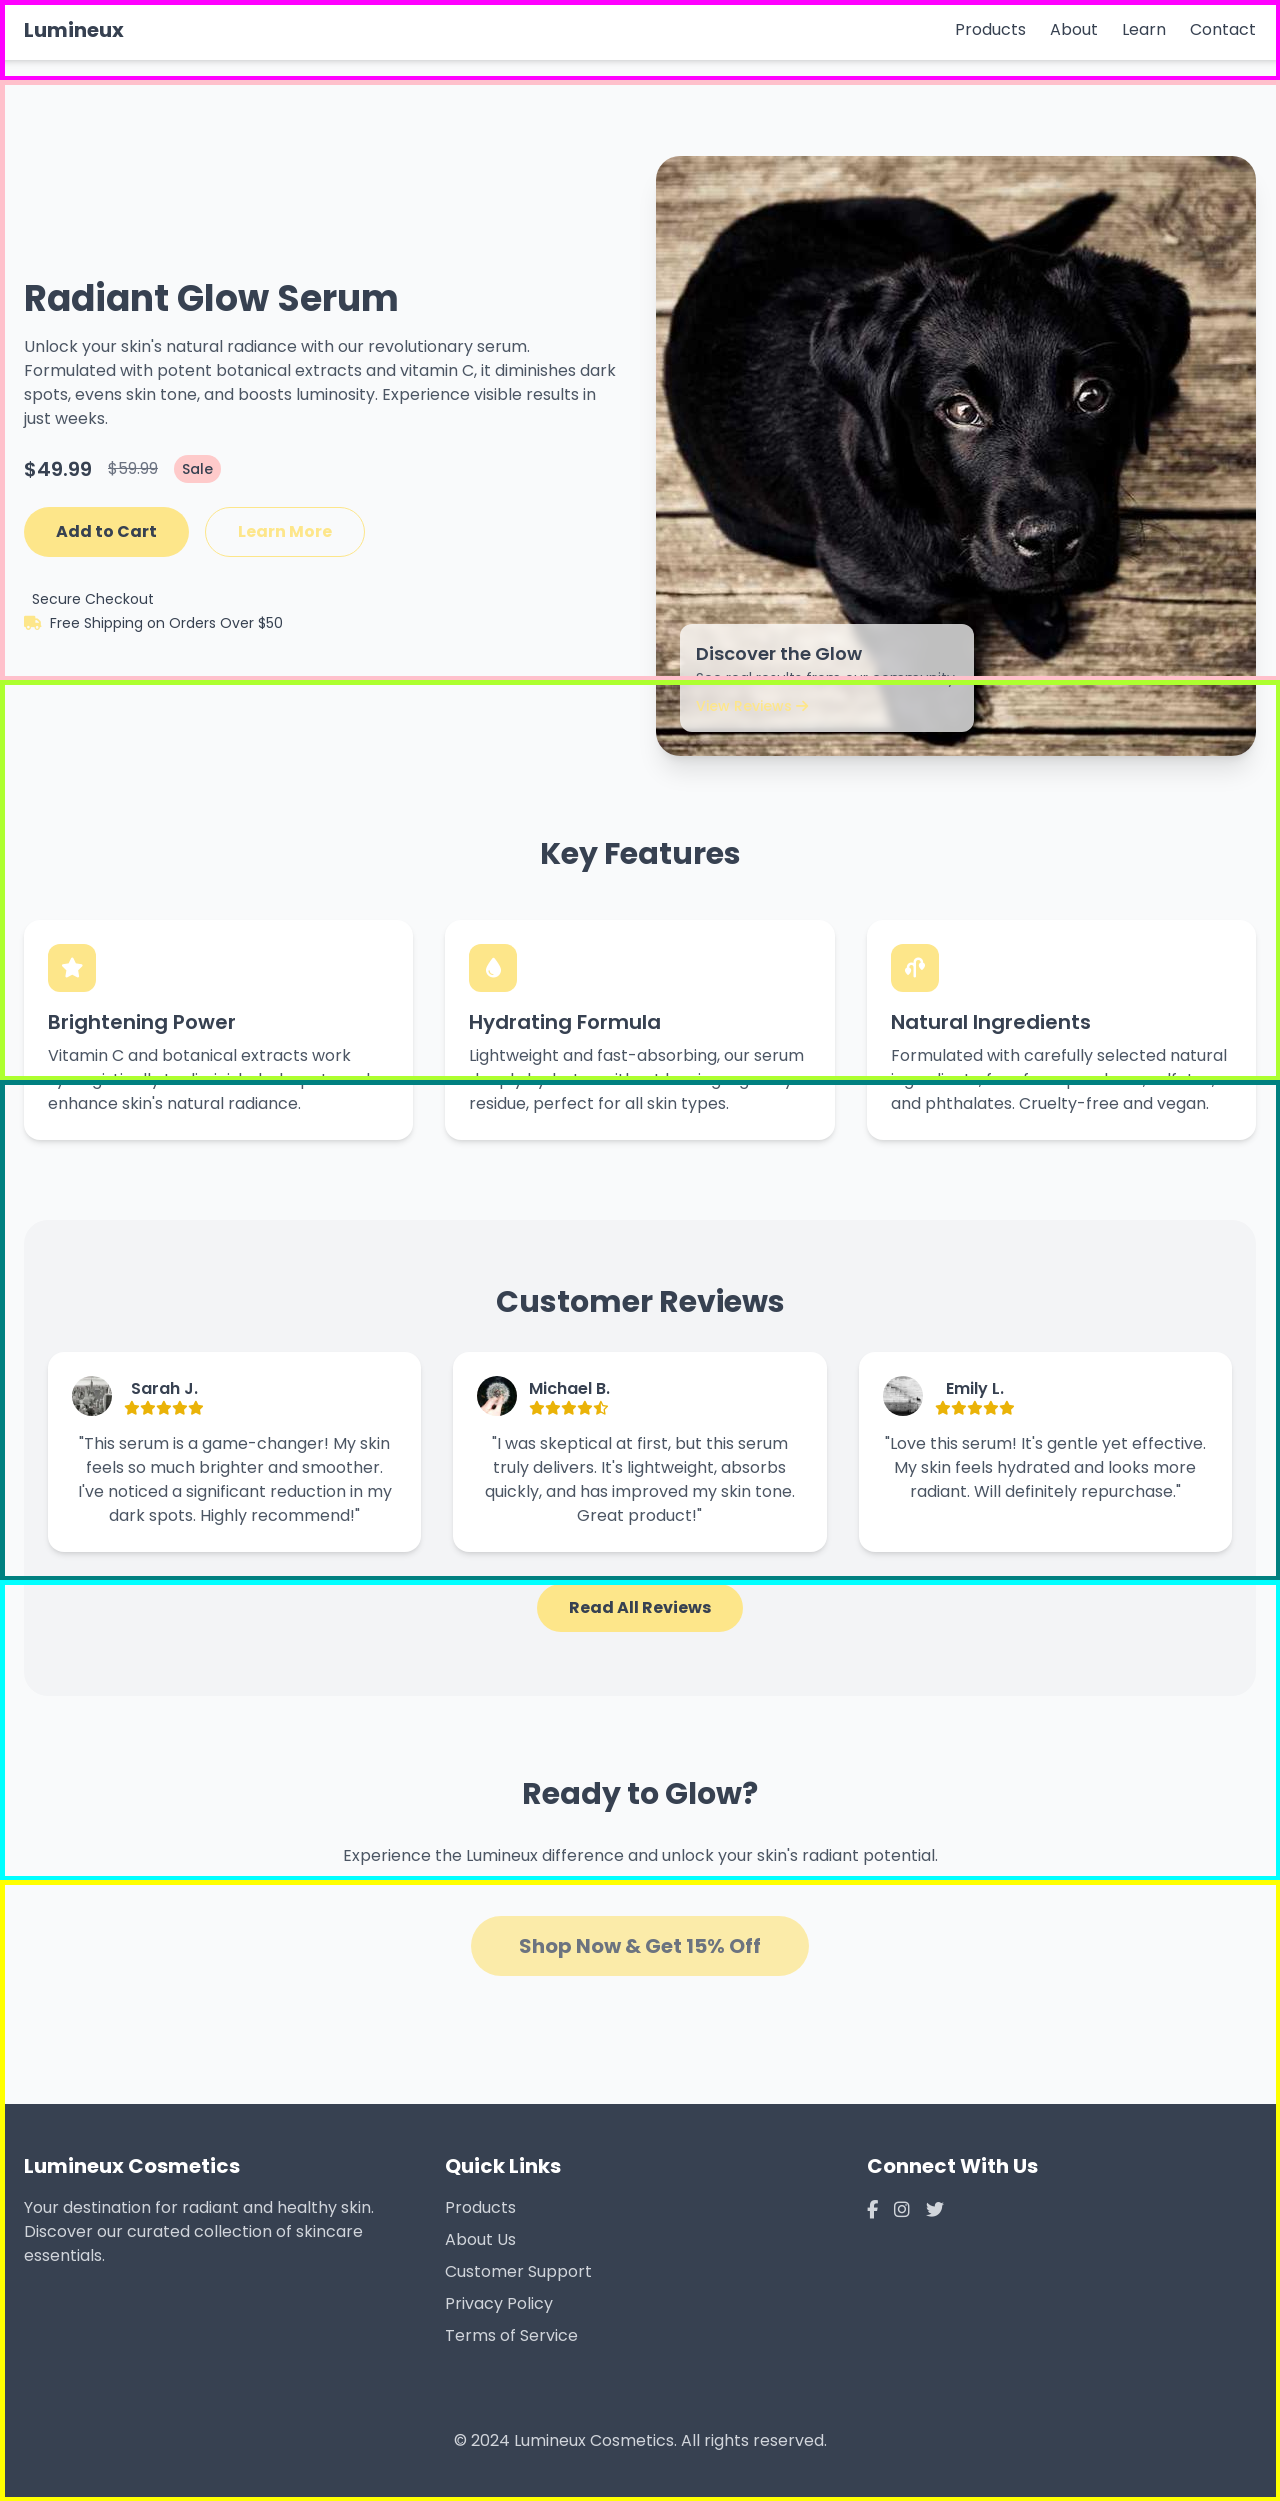 Lumineux
Products
About
Learn
Contact
Radiant Glow Serum
Unlock your skin's natural radiance with our revolutionary serum.
Formulated with potent botanical extracts and vitamin C, it diminishes dark
spots, evens skin tone, and boosts luminosity. Experience visible results in
just weeks.
$49.99 $59.99 Sale
Add to Cart
Learn More
Secure Checkout
Free Shipping on Orders Over $50
Discover the Glow
See real results from our community
View Reviews →
Key Features
Brightening Power
Vitamin C and botanical extracts work
enhance skin's natural radiance.
Hydrating Formula
Lightweight and fast-absorbing, our serum
residue, perfect for all skin types.
Natural Ingredients
Formulated with carefully selected natural
and phthalates. Cruelty-free and vegan.
Customer Reviews
Sarah J.
"This serum is a game-changer! My skin
feels so much brighter and smoother.
I've noticed a significant reduction in my
dark spots. Highly recommend!"
Michael B.
"I was skeptical at first, but this serum
truly delivers. It's lightweight, absorbs
quickly, and has improved my skin tone.
Great product!"
Emily L.
"Love this serum! It's gentle yet effective.
My skin feels hydrated and looks more
radiant. Will definitely repurchase."
Read All Reviews
Ready to Glow?
Experience the Lumineux difference and unlock your skin's radiant potential.
Shop Now & Get 15% Off
Lumineux Cosmetics
Your destination for radiant and healthy skin.
Discover our curated collection of skincare
essentials.
Quick Links
Products
About Us
Customer Support
Privacy Policy
Terms of Service
Connect With Us
© 2024 Lumineux Cosmetics. All rights reserved.